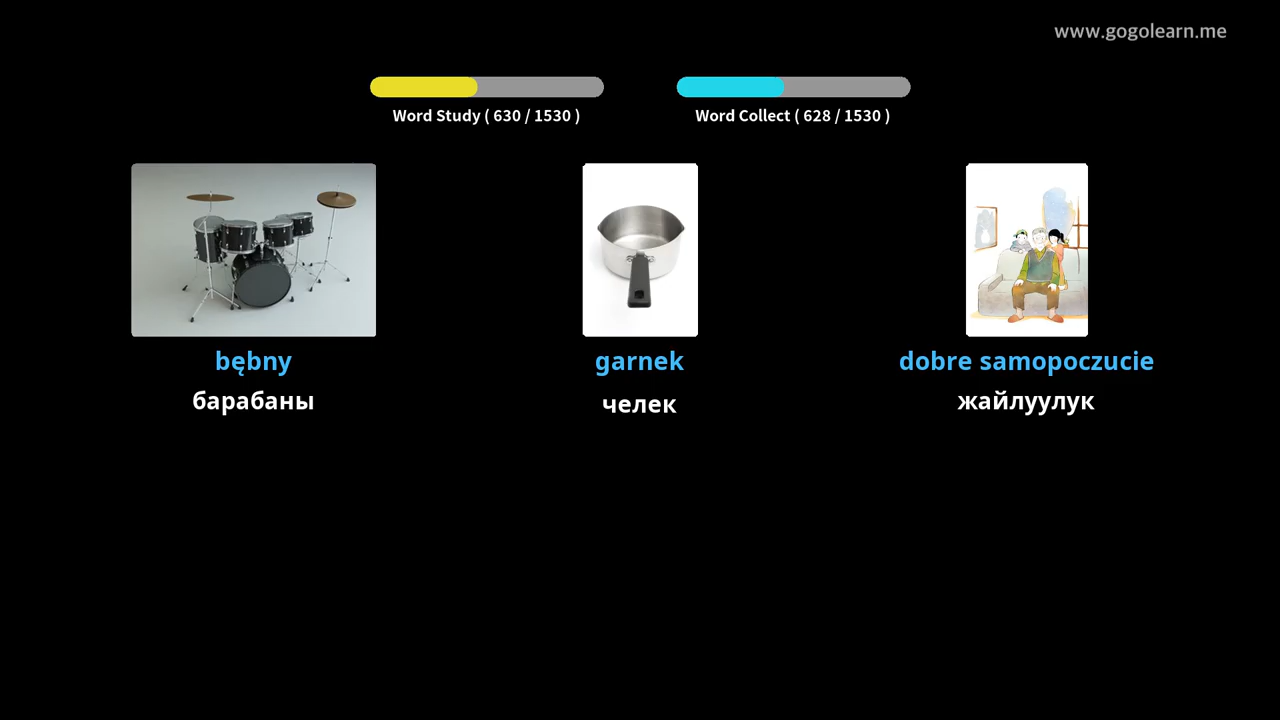 www.gogolearn.me
Word Study ( 630 / 1530 )
Word Collect ( 628 / 1530 )
bębny
барабаны
garnek
челек
dobre samopoczucie
жайлуулук